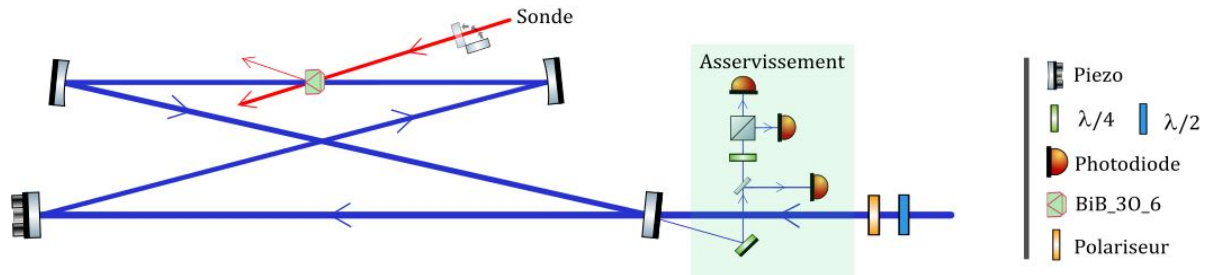 Sonde
Asservissement
Piezo
λ/4 λ/2
Photodiode
BiB_3O_6
Polariseur